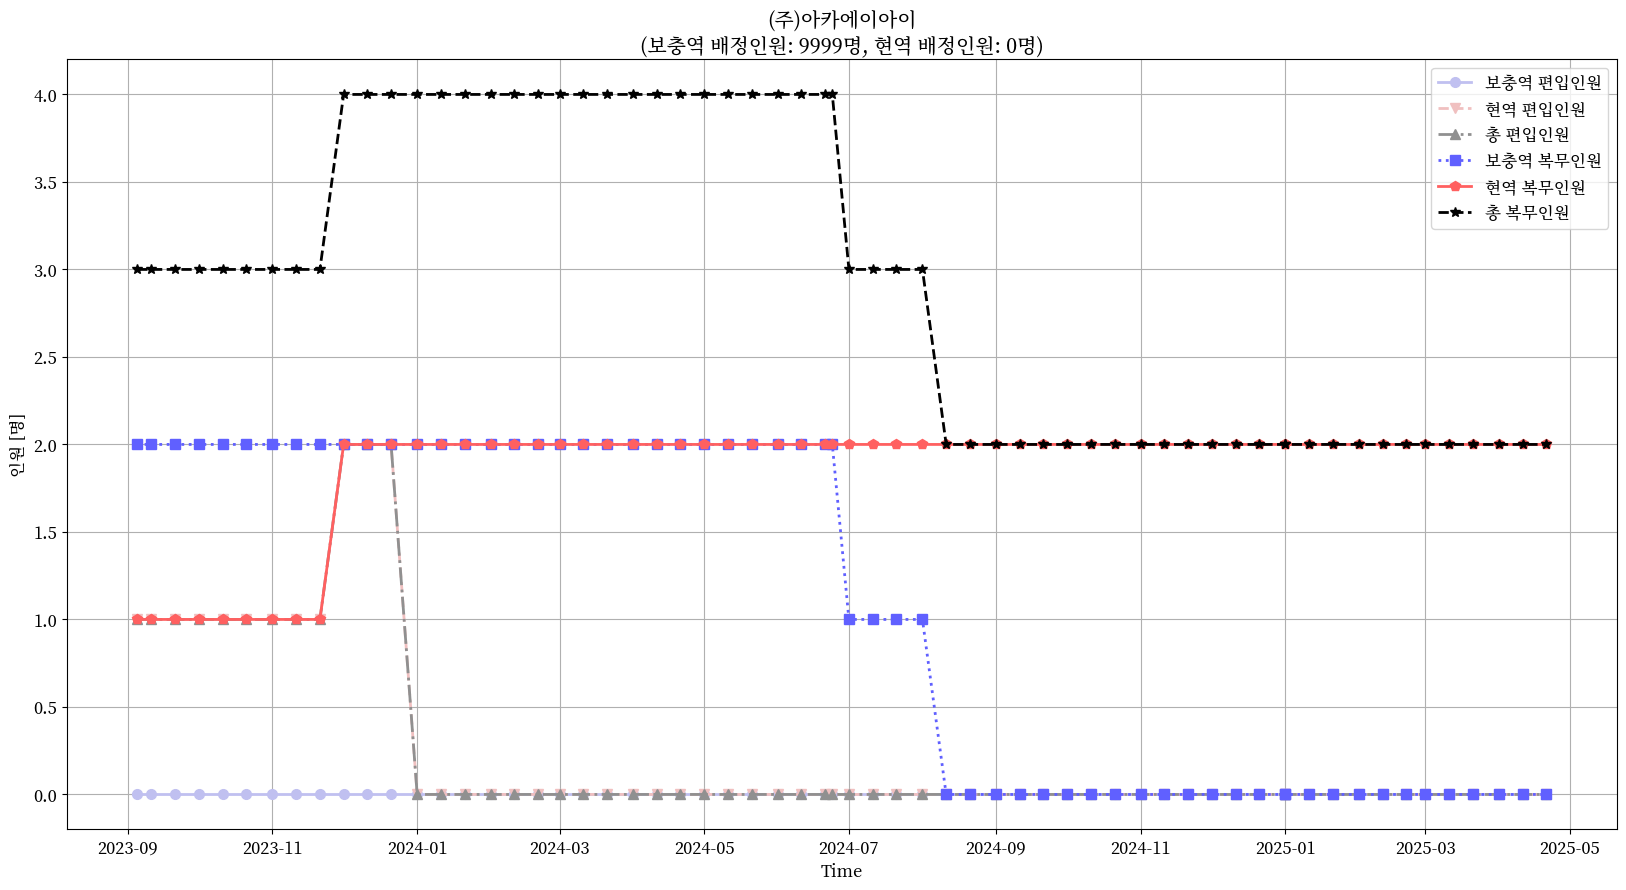 (주)아카에이아이
(보충역 배정인원: 9999명, 현역 배정인원: 0명)
보충역 편입인원
현역 편입인원
총 편입인원
보충역 복무인원
현역 복무인원
총 복무인원
4.0
3.5
3.0
2.5
2.0
1.5
1.0
0.5
0.0
인원 [명]
2023-09 2023-11 2024-01 2024-03 2024-05 2024-07 2024-09 2024-11 2025-01 2025-03 2025-05
Time